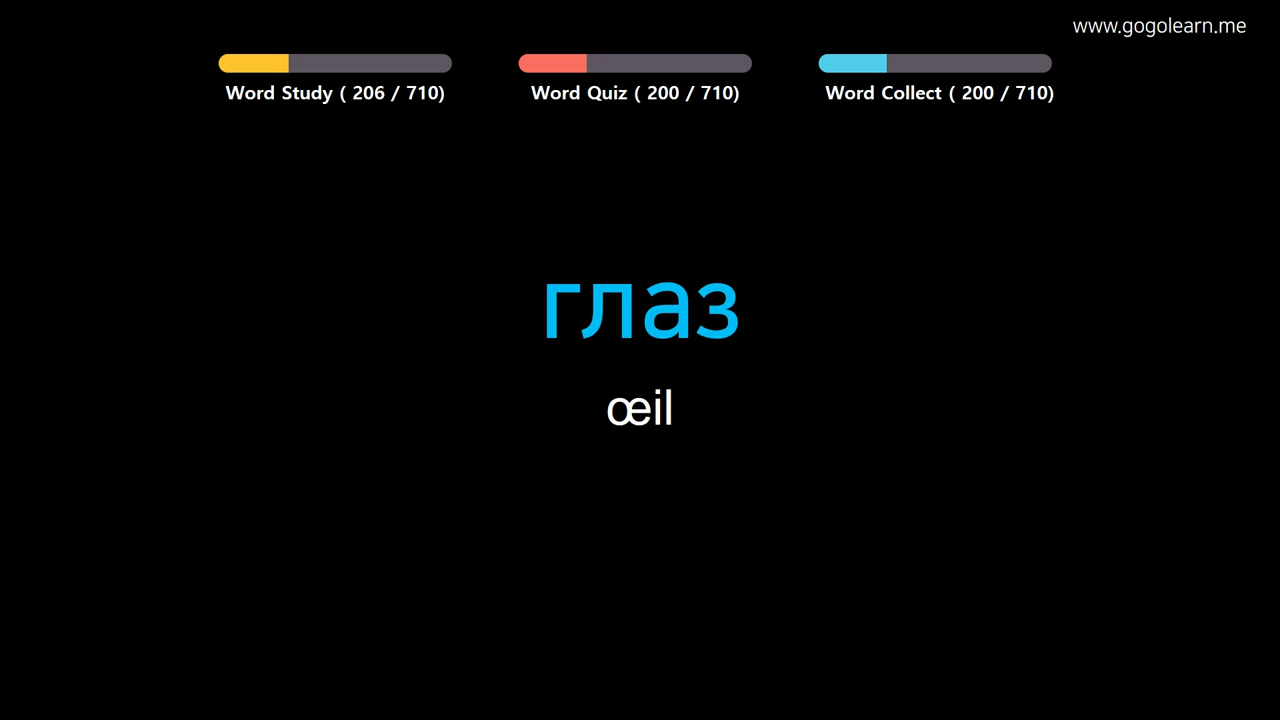 www.gogolearn.me
Word Study ( 206 / 710)
Word Quiz ( 200 / 710)
Word Collect ( 200 / 710)
глаз
œil